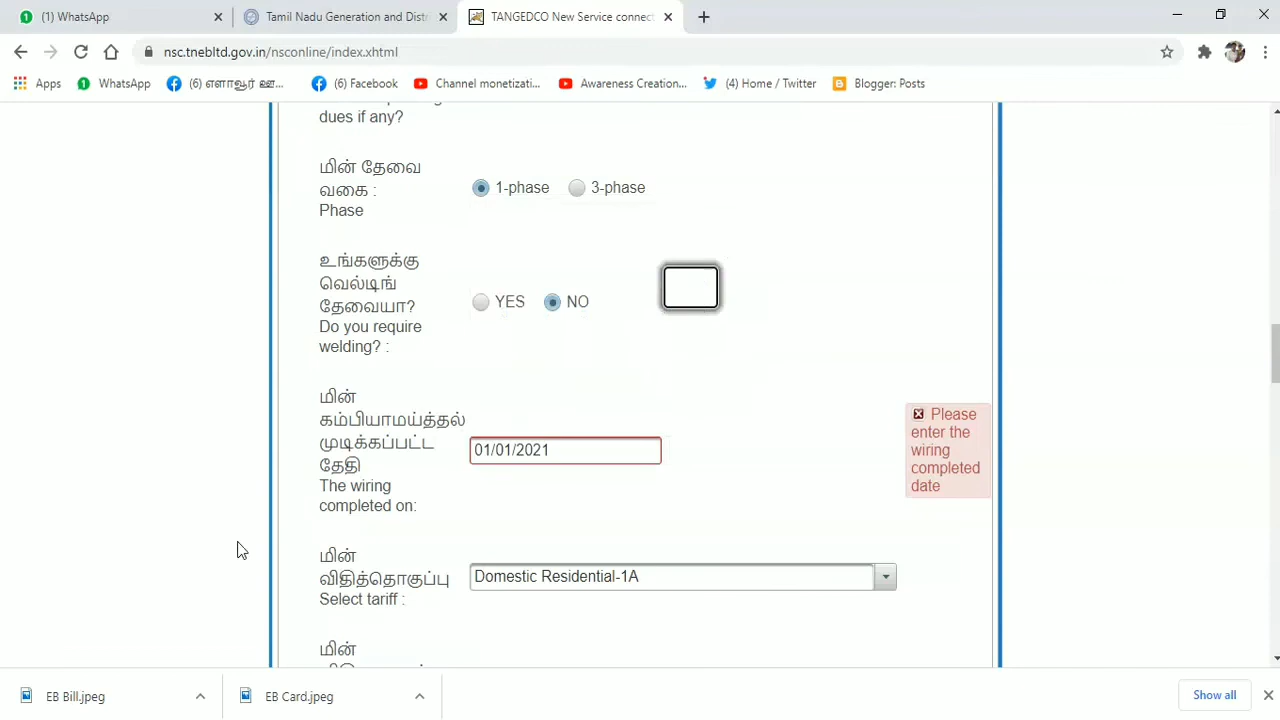 (1) WhatsApp
Tamil Nadu Generation and Distr
TANGEDCO New Service connect
nsc.tnebltd.gov.in/nsconline/index.xhtml
Apps
WhatsApp
(6) எளாவூர் ஊ...
(6) Facebook
Channel monetizati...
Awareness Creation...
(4) Home / Twitter
Blogger: Posts
dues if any?
மின் தேவை
வகை :
Phase
1-phase
3-phase
உங்களுக்கு
வெல்டிங்
தேவையா?
Do you require
welding? :
YES
NO
மின்
கம்பியாமய்த்தல்
முடிக்கப்பட்ட
தேதி
The wiring
completed on:
01/01/2021
Please
enter the
wiring
completed
date
மின்
விதித்தொகுப்பு
Select tariff :
Domestic Residential-1A
மின்
EB Bill.jpeg
EB Card.jpeg
Show all